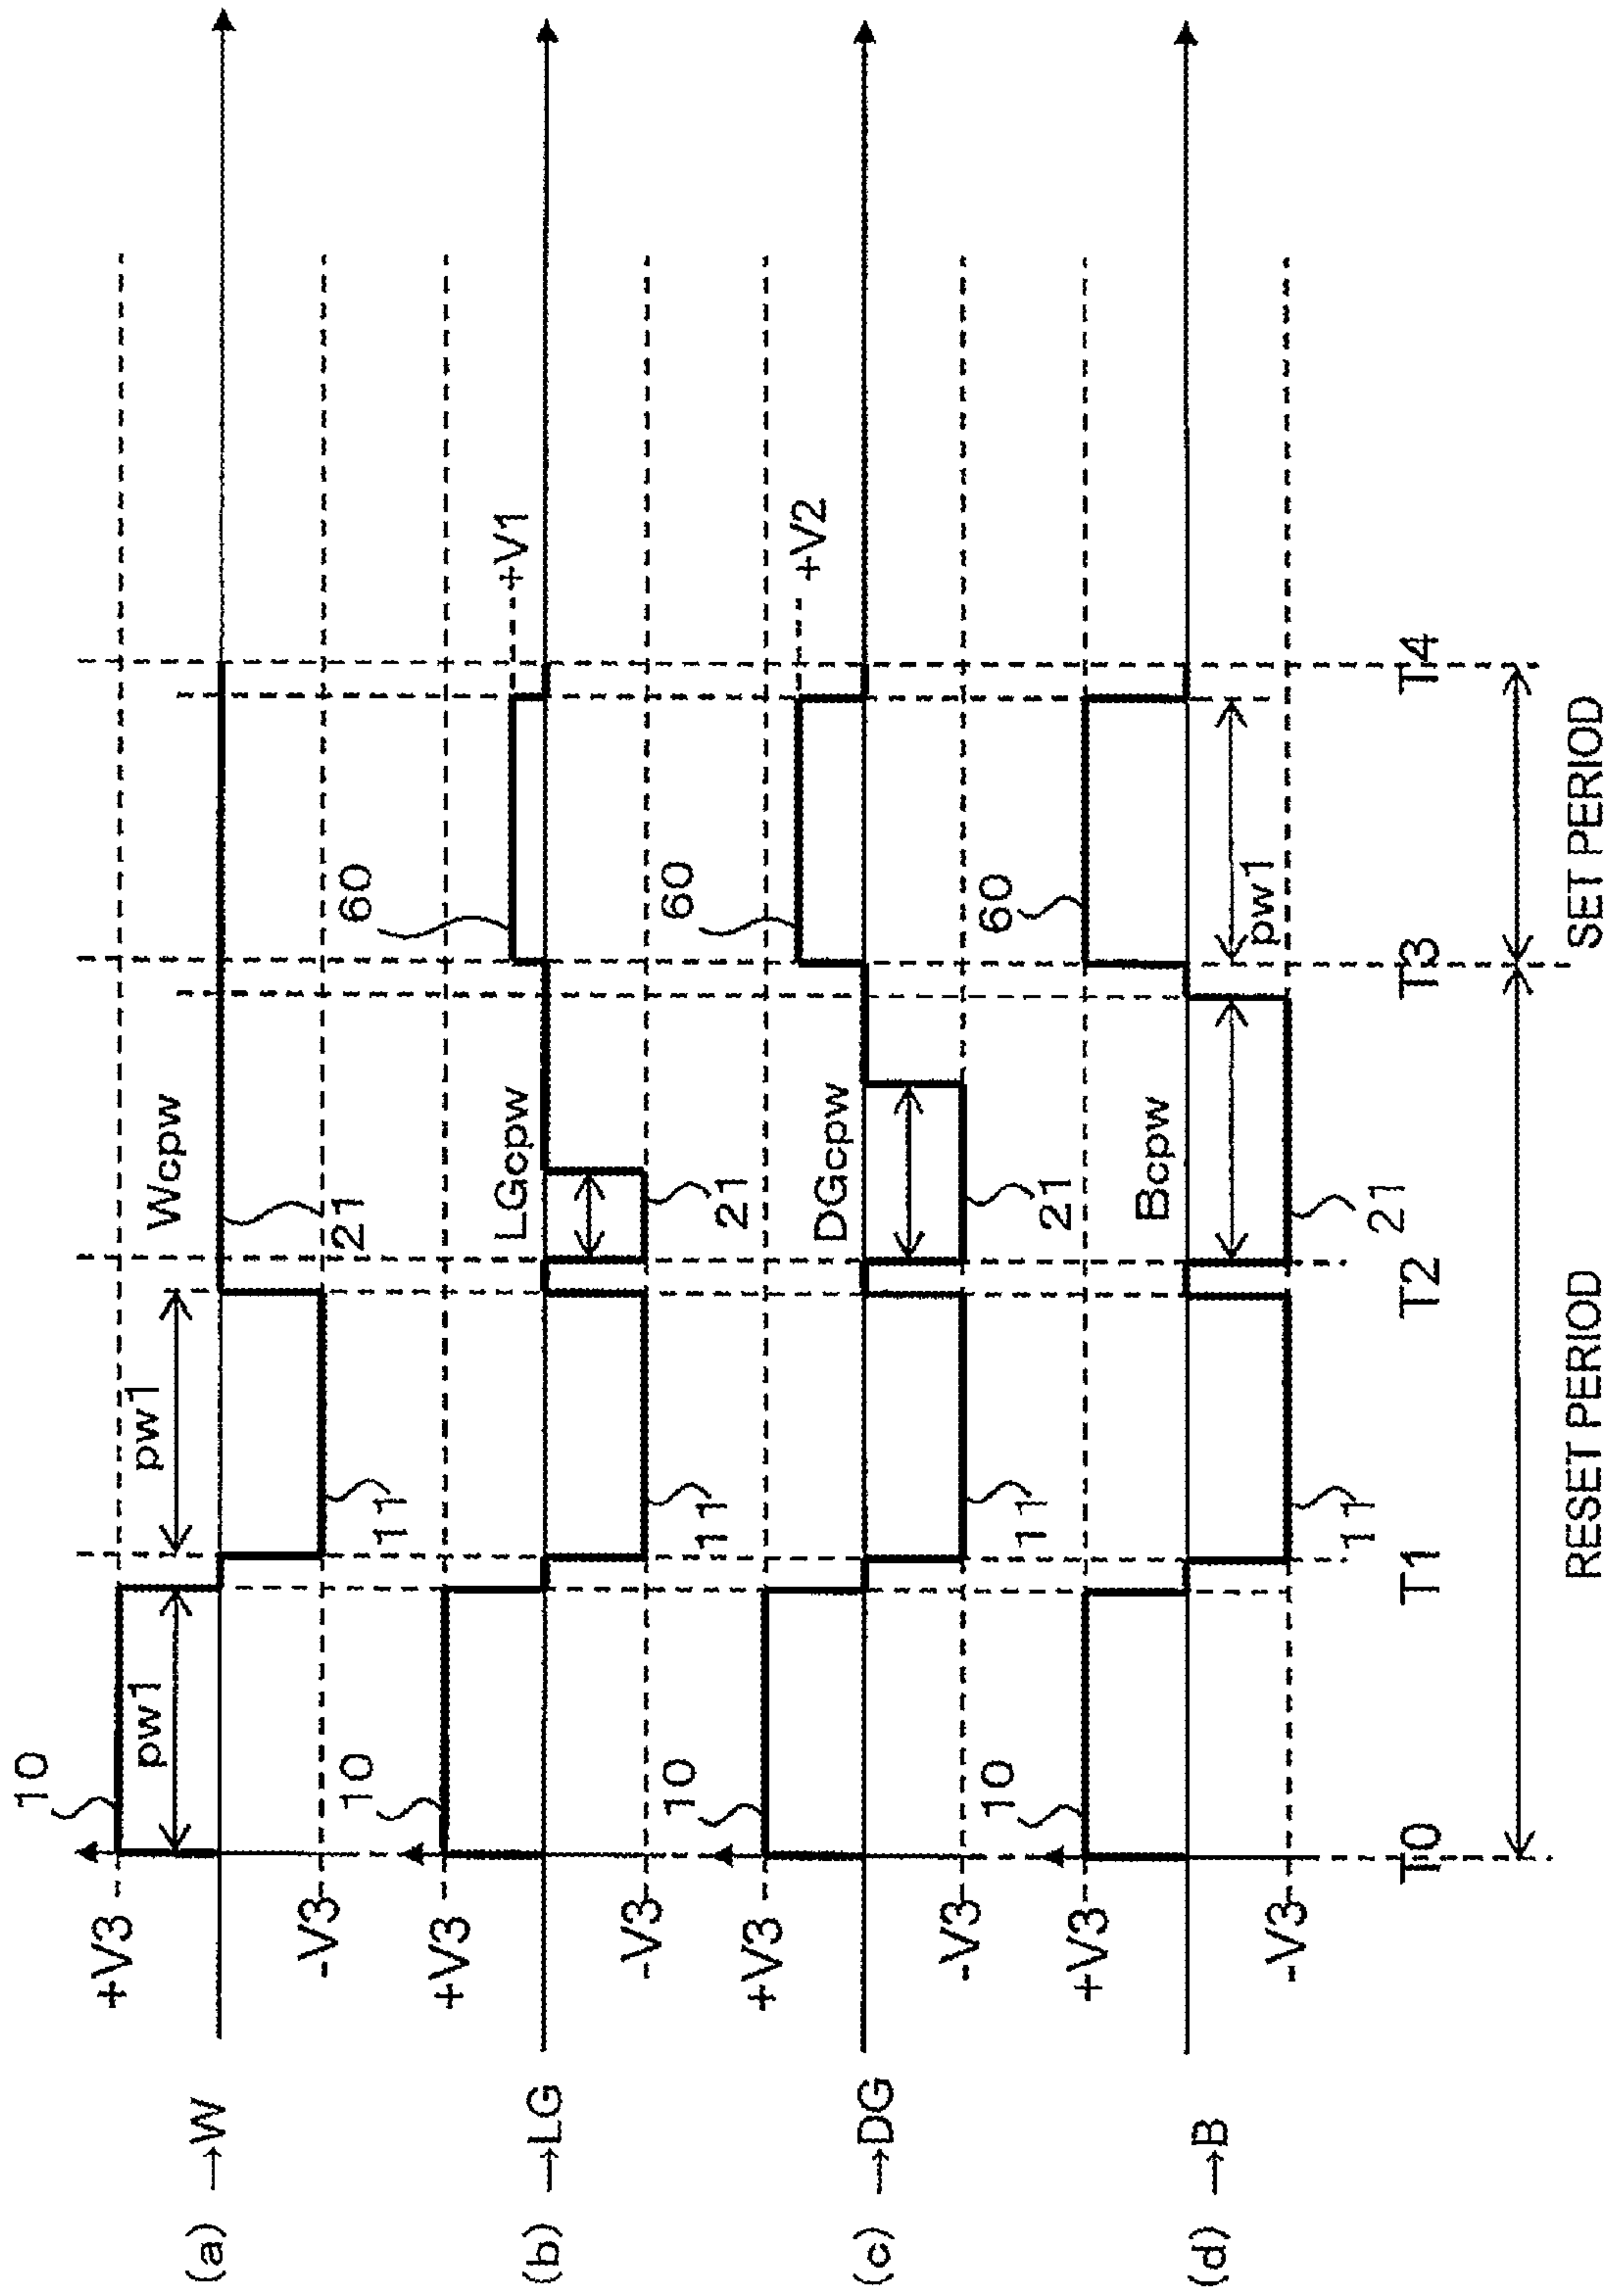 (a) →W
+V3
-V3
10
pw1
pw1
11
Wcpw
21
(b) →LG
+V3
-V3
10
11
LGcpw
21
60
+V1
(c) →DG
+V3
-V3
10
11
DGcpw
21
60
+V2
(d) →B
+V3
-V3
10
11
Bcpw
21
60
pw1
T0 T1 T2 T3 T4
RESET PERIOD SET PERIOD